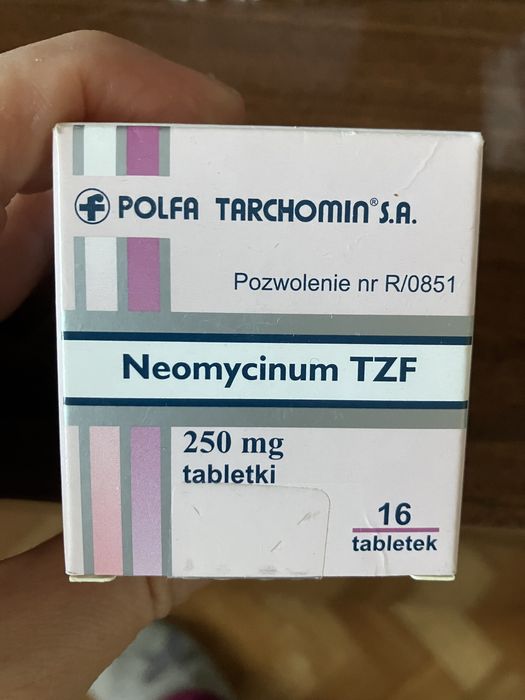 POLFA TARCHOMIN® S.A.
Pozwolenie nr R/0851
Neomycinum TZF
250 mg
tabletki
16
tabletek